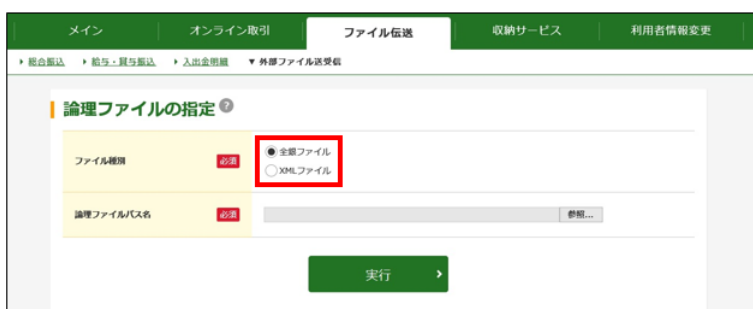 メイン オンライン取引 ファイル伝送 収納サービス 利用者情報変更
総合振込 給与・賞与振込 入出金明細 ▼ 外部ファイル送受信
論理ファイルの指定 ?
ファイル種別 必須 全銀ファイル
XMLファイル
論理ファイルパス名 必須 参照...
実行